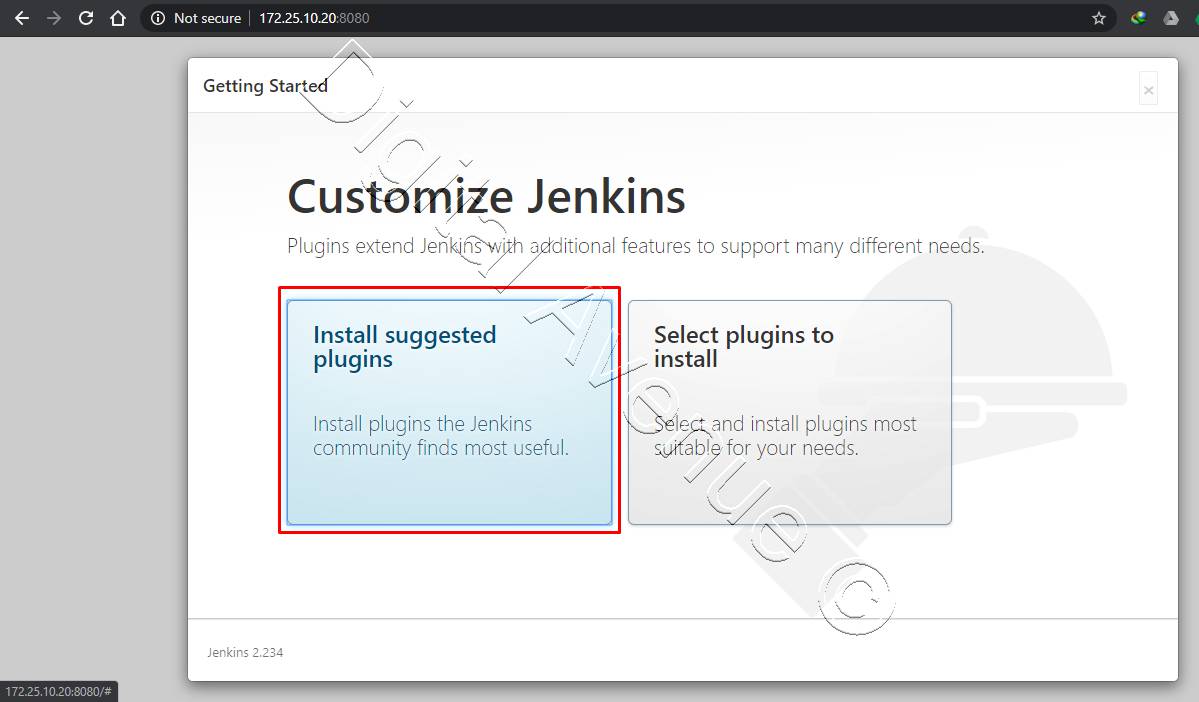 Not secure
172.25.10.20:8080
Getting Started
×
Customize Jenkins
Plugins extend Jenkins with additional features to support many different needs.
Install suggested
plugins
Install plugins the Jenkins
community finds most useful.
Select plugins to
install
Select and install plugins most
suitable for your needs.
Digital Avenue ©
Jenkins 2.234
172.25.10.20:8080/#